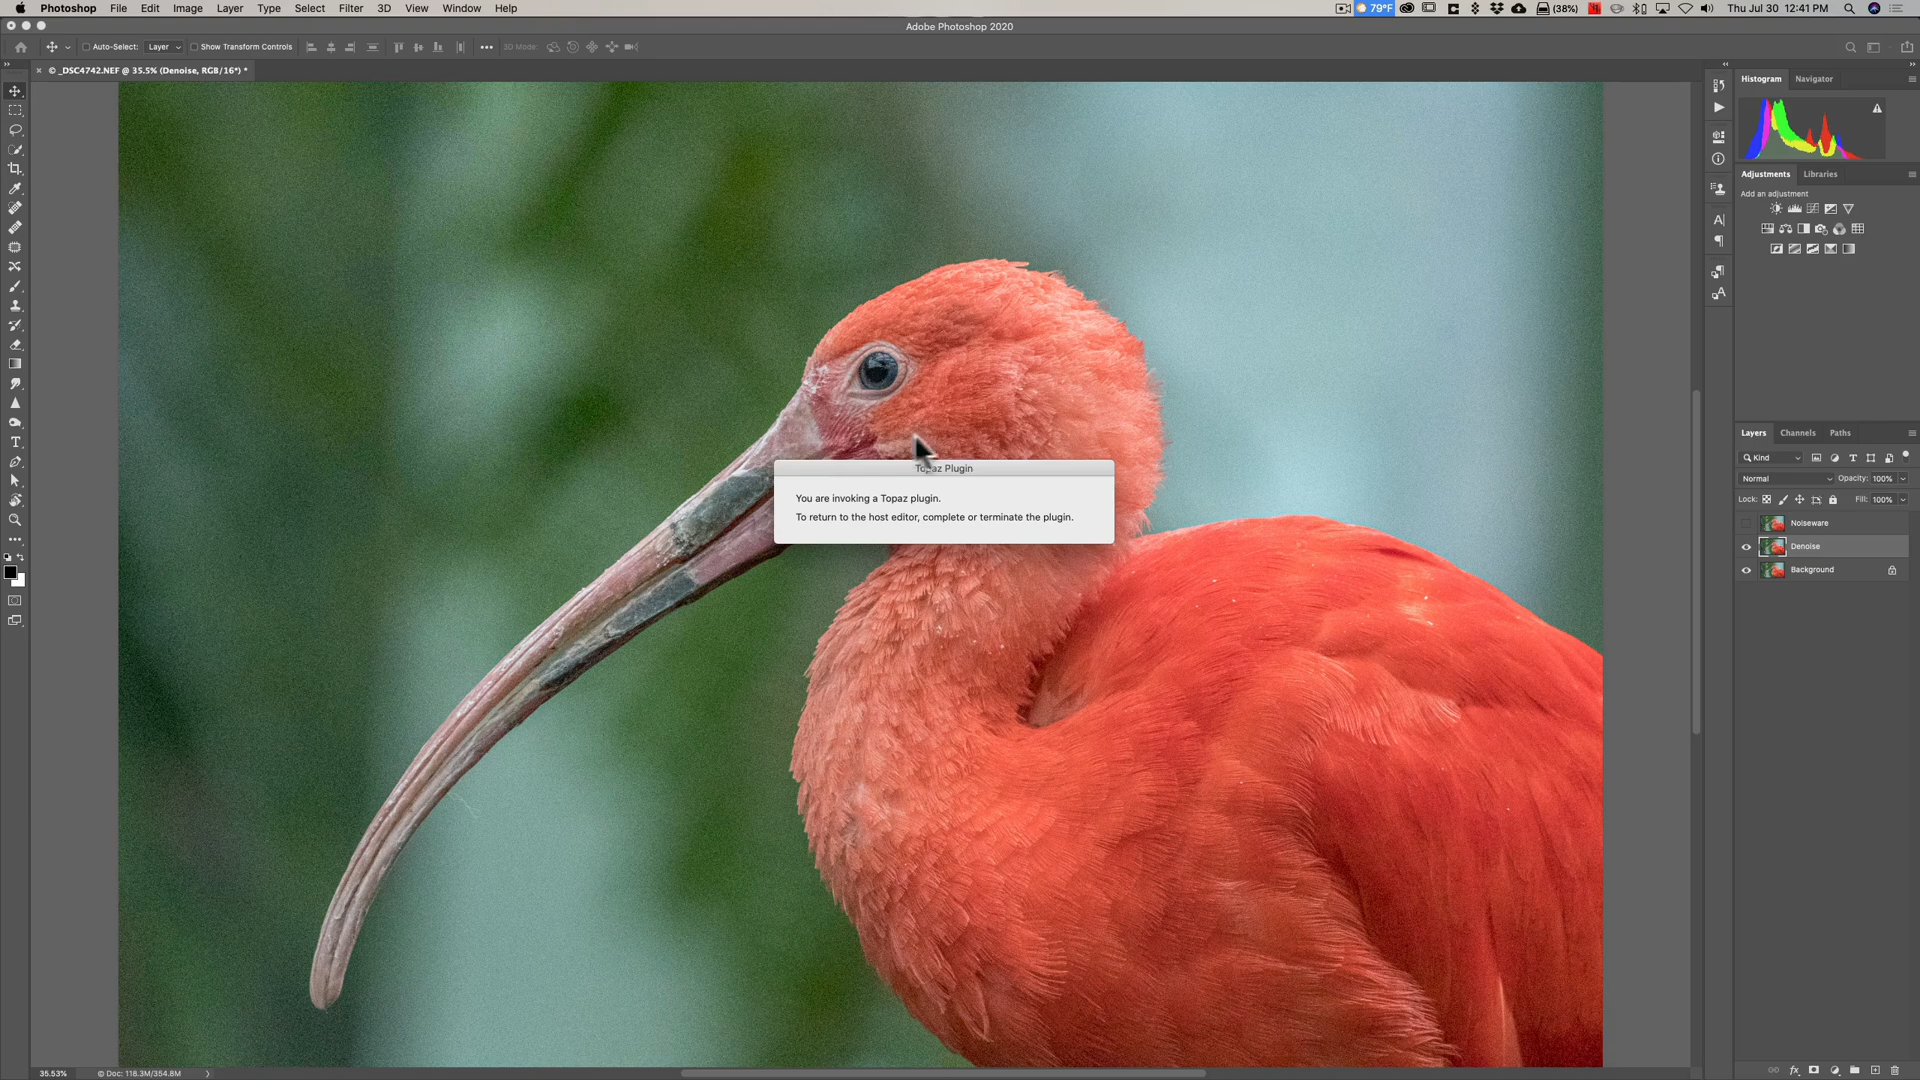 Photoshop File Edit Image Layer Type Select Filter 3D View Window Help 79°F (38%) Thu Jul 30 12:41 PM
Adobe Photoshop 2020
Auto-Select: Layer Show Transform Controls 3D Mode:
© _DSC4742.NEF @ 35.5% (Denoise, RGB/16*) *
Histogram Navigator
Adjustments Libraries
Add an adjustment
Layers Channels Paths
Kind
Normal Opacity: 100%
Lock: Fill: 100%
Noiseware
Denoise
Background
Topaz Plugin
You are invoking a Topaz plugin.
To return to the host editor, complete or terminate the plugin.
35.53% © Doc: 118.3M/354.8M